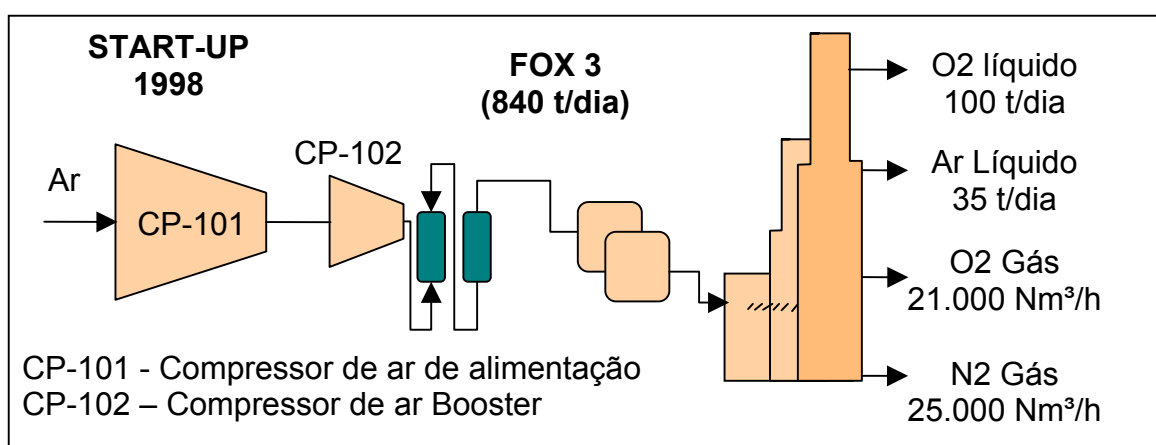 START-UP
1998
FOX 3
(840 t/dia)
Ar
CP-101
CP-102
O2 líquido
100 t/dia
Ar Líquido
35 t/dia
O2 Gás
21.000 Nm³/h
N2 Gás
25.000 Nm³/h
CP-101 - Compressor de ar de alimentação
CP-102 – Compressor de ar Booster